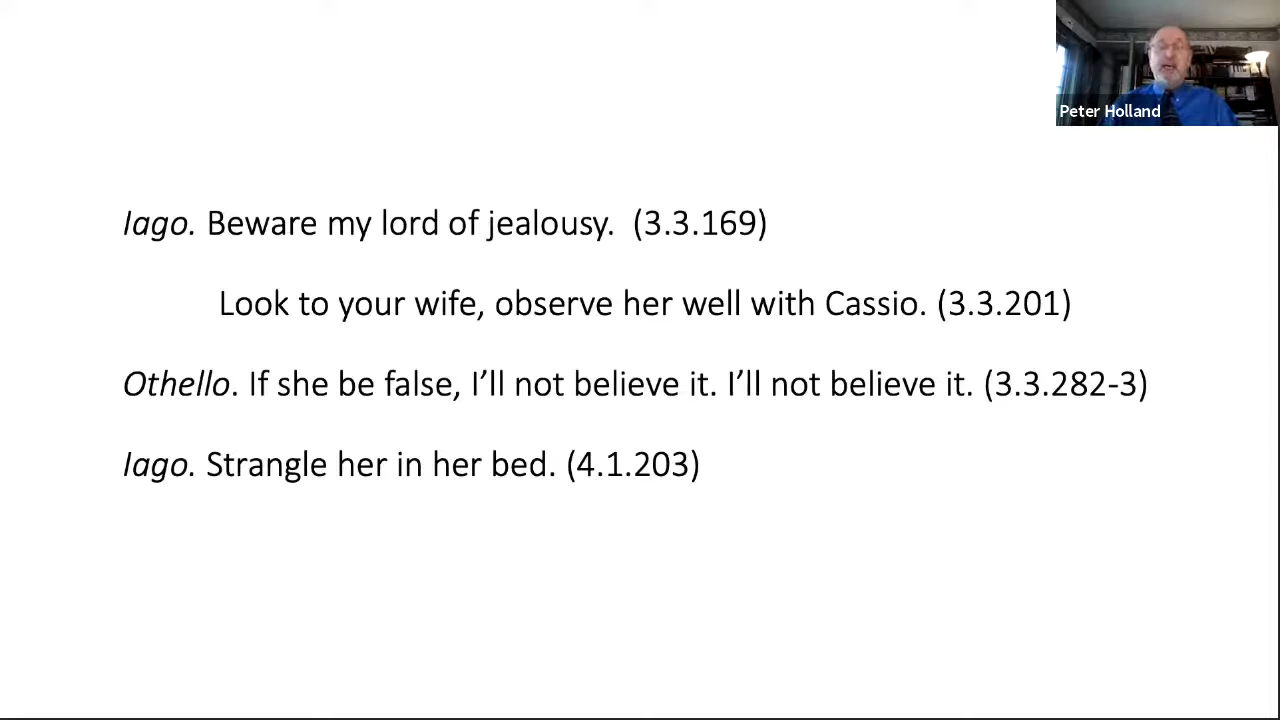 Peter Holland
Iago. Beware my lord of jealousy.  (3.3.169)
Look to your wife, observe her well with Cassio. (3.3.201)
Othello. If she be false, I’ll not believe it. I’ll not believe it. (3.3.282-3)
Iago. Strangle her in her bed. (4.1.203)